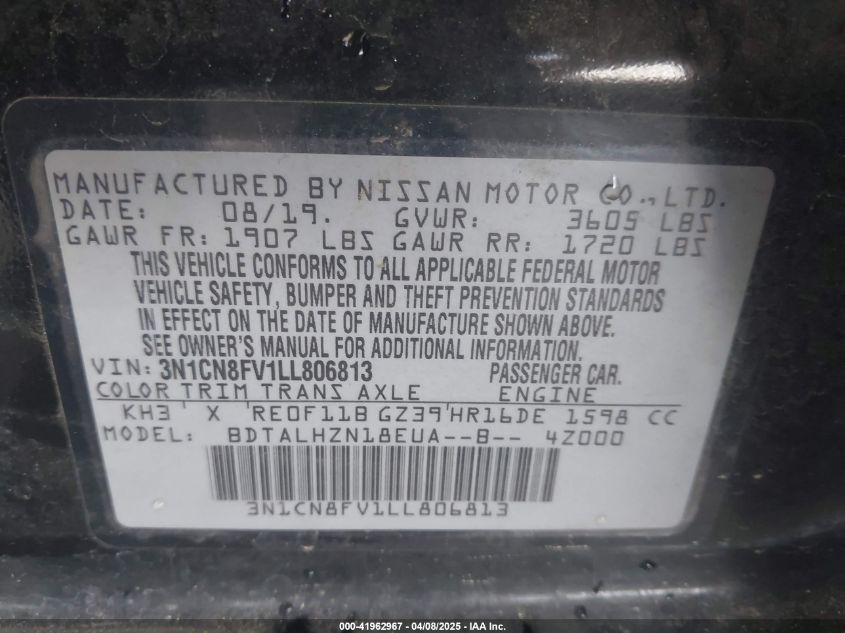 MANUFACTURED BY NISSAN MOTOR CO., LTD.
DATE: 08/19. GVWR: 3605 LBS
GAWR FR: 1907 LBS GAWR RR: 1720 LBS
THIS VEHICLE CONFORMS TO ALL APPLICABLE FEDERAL MOTOR
VEHICLE SAFETY, BUMPER AND THEFT PREVENTION STANDARDS
IN EFFECT ON THE DATE OF MANUFACTURE SHOWN ABOVE.
SEE OWNER'S MANUAL FOR ADDITIONAL INFORMATION.
VIN: 3N1CN8FV1LL806813 PASSENGER CAR.
COLOR TRIM TRANS AXLE ENGINE
KH3 X RE0F11B GZ39 HR16DE 1598 CC
MODEL: BDTALHZN18EUA--B-- 4Z000
3N1CN8FV1LL806813
000-41962967 - 04/08/2025 - IAA Inc.